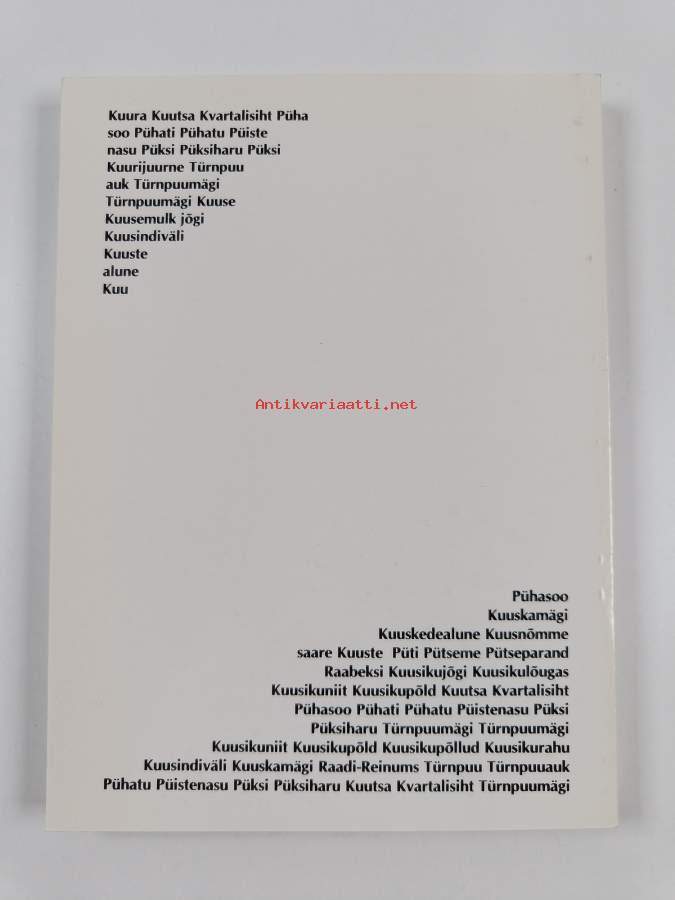 Kuura Kuutsa Kvartalisiht Püha
soo Pühati Pühatu Püiste
nasu Püksi Püksiharu Püksi
Kuurijuurne Türnpuu
auk Türnpuumägi
Türnpuumägi Kuuse
Kuusemulk jõgi
Kuusindiväli
Kuuste
alune
Kuu
Antikvariaatti.net
Pühasoo
Kuuskamägi
Kuuskedealune Kuusnõmme
saare Kuuste Püti Pütseme Pütseparand
Raabeksi Kuusikujõgi Kuusikulõugas
Kuusikuniit Kuusikupõld Kuutsa Kvartalisiht
Pühasoo Pühati Pühatu Püistenasu Püksi
Püksiharu Türnpuumägi Türnpuumägi
Kuusikuniit Kuusikupõld Kuusikupõllud Kuusikurahu
Kuusindiväli Kuuskamägi Raadi-Reinums Türnpuu Türnpuuauk
Pühatu Püistenasu Püksi Püksiharu Kuutsa Kvartalisiht Türnpuumägi